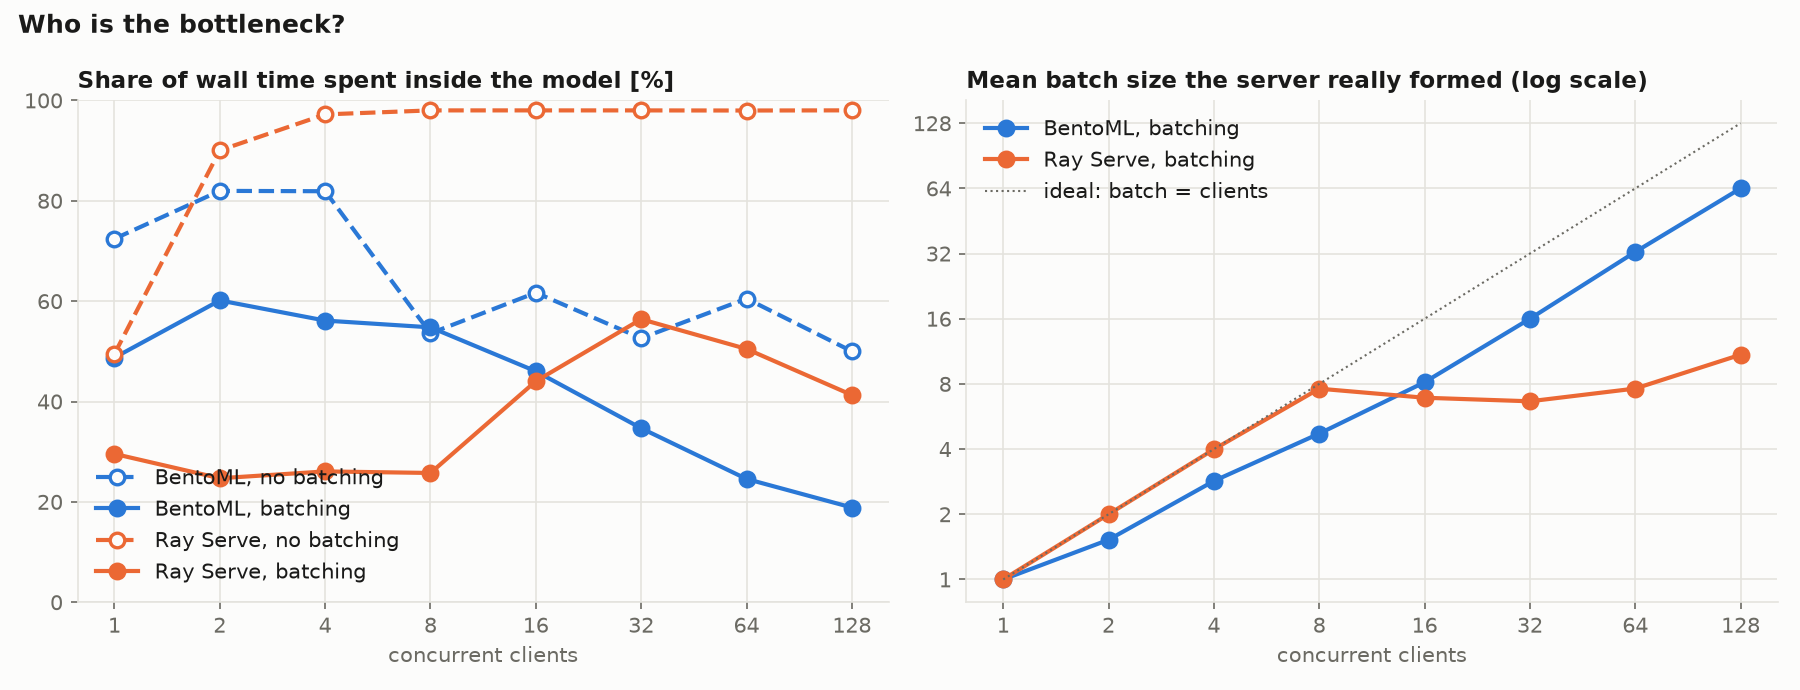 Who is the bottleneck?
Share of wall time spent inside the model [%]
100
80
60
40
20
0
BentoML, no batching
BentoML, batching
Ray Serve, no batching
Ray Serve, batching
1 2 4 8 16 32 64 128
concurrent clients
Mean batch size the server really formed (log scale)
128
64
32
16
8
4
2
1
BentoML, batching
Ray Serve, batching
ideal: batch = clients
1 2 4 8 16 32 64 128
concurrent clients